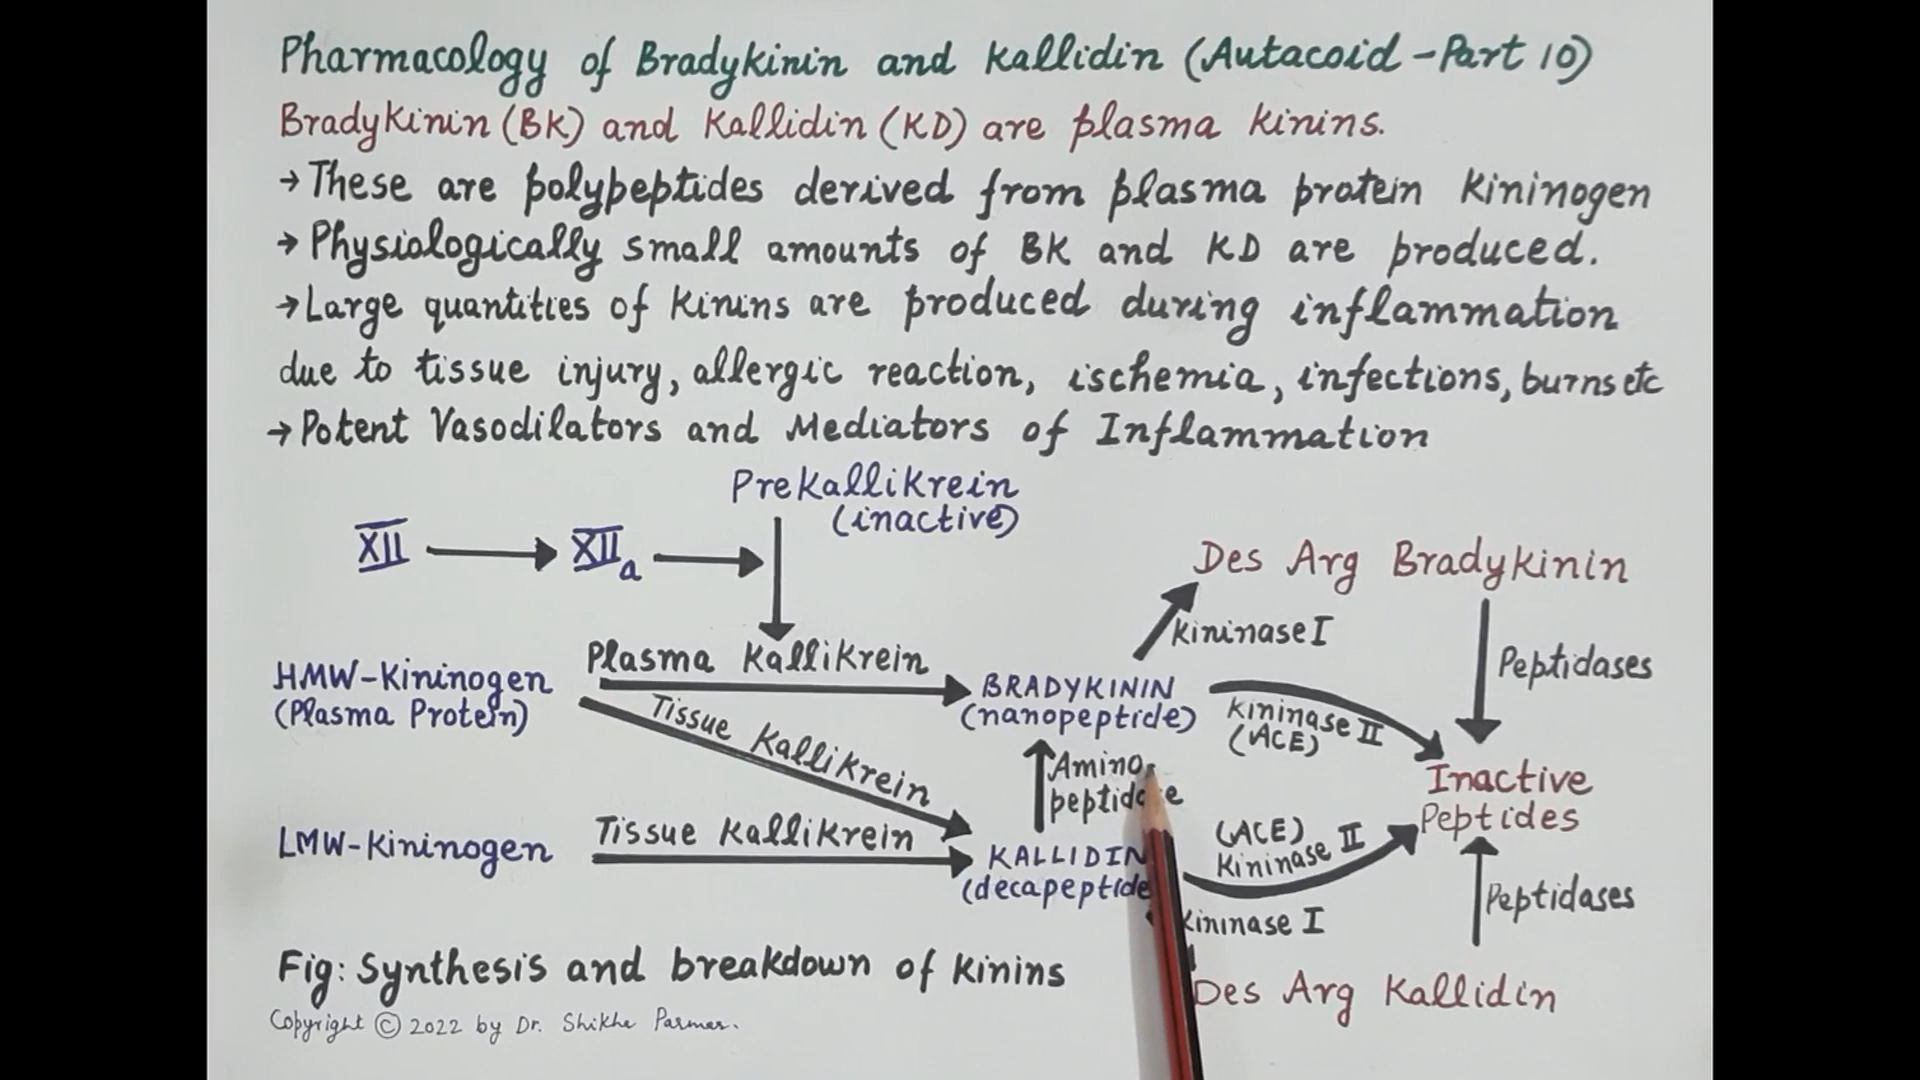 Pharmacology of Bradykinin and Kallidin (Autacoid - Part 10)
Bradykinin (BK) and Kallidin (KD) are plasma kinins.
→ These are polypeptides derived from plasma protein Kininogen
→ Physiologically small amounts of BK and KD are produced.
→ Large quantities of kinins are produced during inflammation
due to tissue injury, allergic reaction, ischemia, infections, burns etc
→ Potent Vasodilators and Mediators of Inflammation
Prekallikrein
(inactive)
XII → XIIa →
Des Arg Bradykinin
Kininase I
Peptidases
Plasma Kallikrein
HMW-Kininogen
(Plasma Protein)
Tissue Kallikrein
BRADYKININ
(nanopeptide)
Kininase II
(ACE)
Amino
Inactive
Peptides
LMW-Kininogen
Tissue Kallikrein
KALLIDIN
(decapeptide
(ACE)
Kininase II
Kininase I
Peptidases
Des Arg Kallidin
Fig: Synthesis and breakdown of Kinins
Copyright © 2022 by Dr. Shikha Parmar.